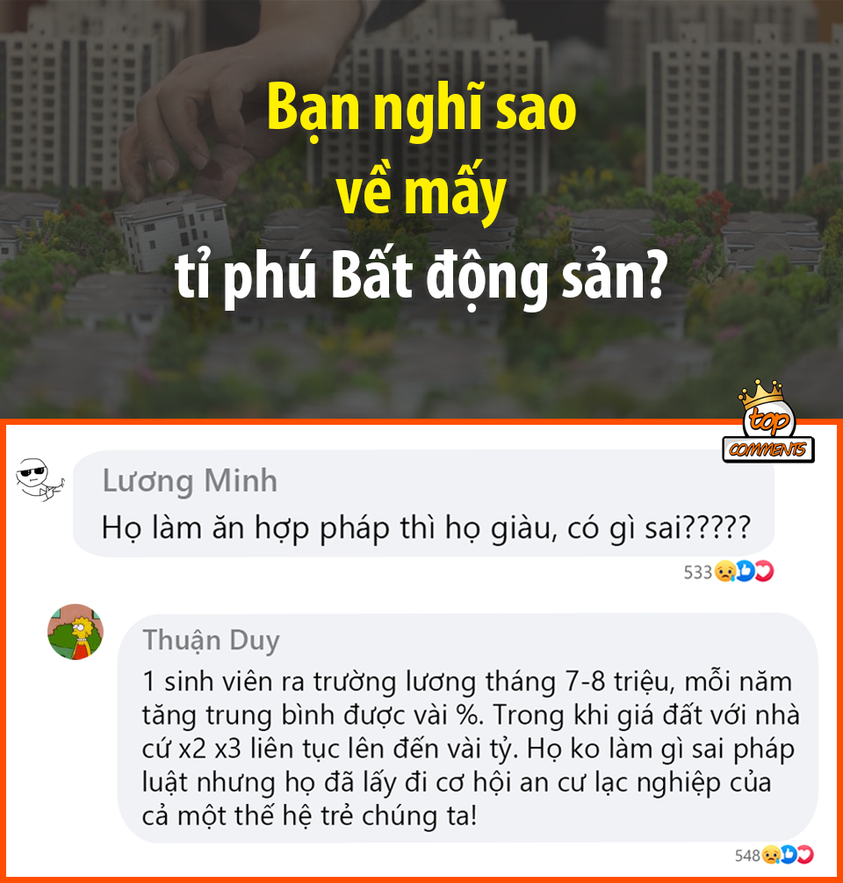 Bạn nghĩ sao
về mấy
tỉ phú Bất động sản?
top
COMMENTS
Lương Minh
Họ làm ăn hợp pháp thì họ giàu, có gì sai?????
533
Thuận Duy
1 sinh viên ra trường lương tháng 7-8 triệu, mỗi năm
tăng trung bình được vài %. Trong khi giá đất với nhà
cứ x2 x3 liên tục lên đến vài tỷ. Họ ko làm gì sai pháp
luật nhưng họ đã lấy đi cơ hội an cư lạc nghiệp của
cả một thế hệ trẻ chúng ta!
548